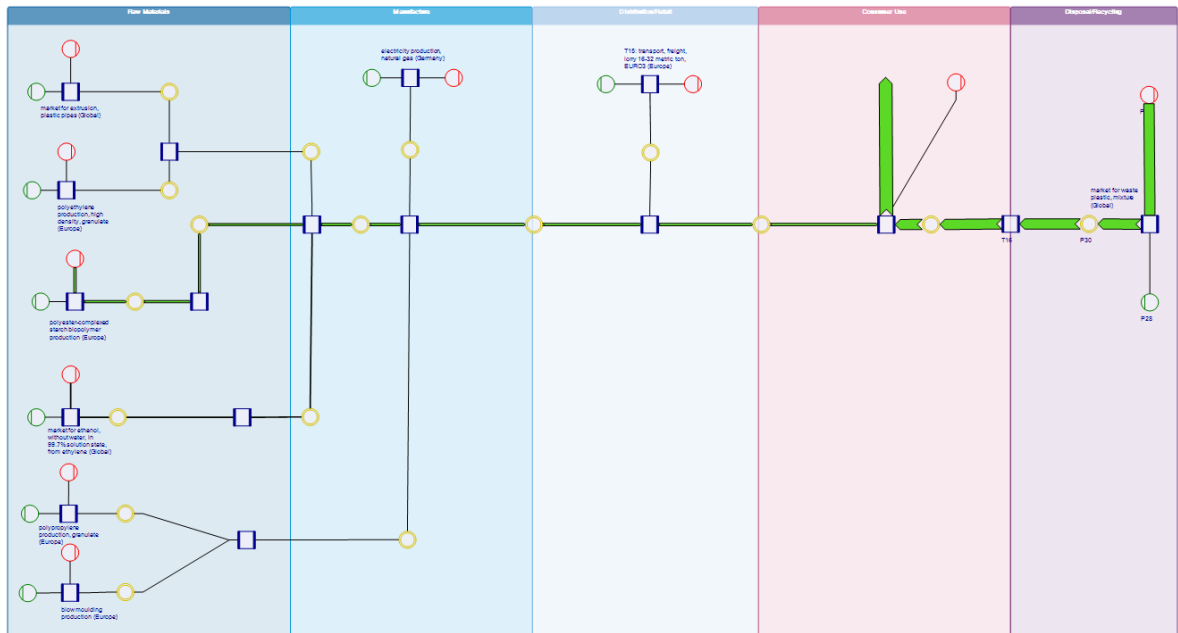 Raw Materials
Manufacture
Distribution/Retail
Consumer Use
Disposal/Recycling
market for extrusion,
plastic pipes (Global)
polyethylene
production, high
density, granulate
(Europe)
polyester-complexed
starch biopolymer
production (Europe)
market for ethanol,
without water, in
99.7% solution state,
from ethylene (Global)
polypropylene
production, granulate
(Europe)
blow moulding
production (Europe)
electricity production,
natural gas (Germany)
T15: transport, freight,
lorry 16-32 metric ton,
EURO3 (Europe)
market for waste
plastic, mixture
(Global)
T16
P30
P28